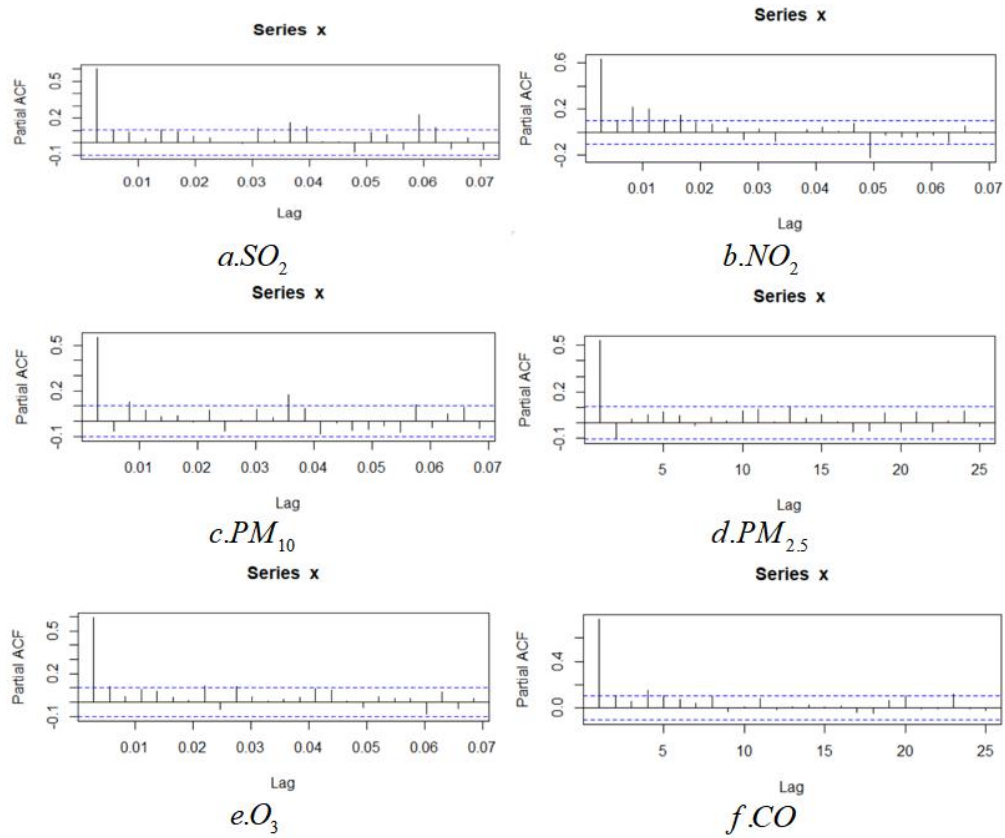 Series x
Partial ACF
0.5
0.2
-0.1
0.01 0.02 0.03 0.04 0.05 0.06 0.07
Lag
a.SO2
Series x
Partial ACF
0.6
0.2
-0.2
0.01 0.02 0.03 0.04 0.05 0.06 0.07
Lag
b.NO2
Series x
Partial ACF
0.5
0.2
-0.1
0.01 0.02 0.03 0.04 0.05 0.06 0.07
Lag
c.PM10
Series x
Partial ACF
0.5
0.2
-0.1
5 10 15 20 25
Lag
d.PM2.5
Series x
Partial ACF
0.5
0.2
-0.1
0.01 0.02 0.03 0.04 0.05 0.06 0.07
Lag
e.O3
Series x
Partial ACF
0.4
0.0
5 10 15 20 25
Lag
f.CO